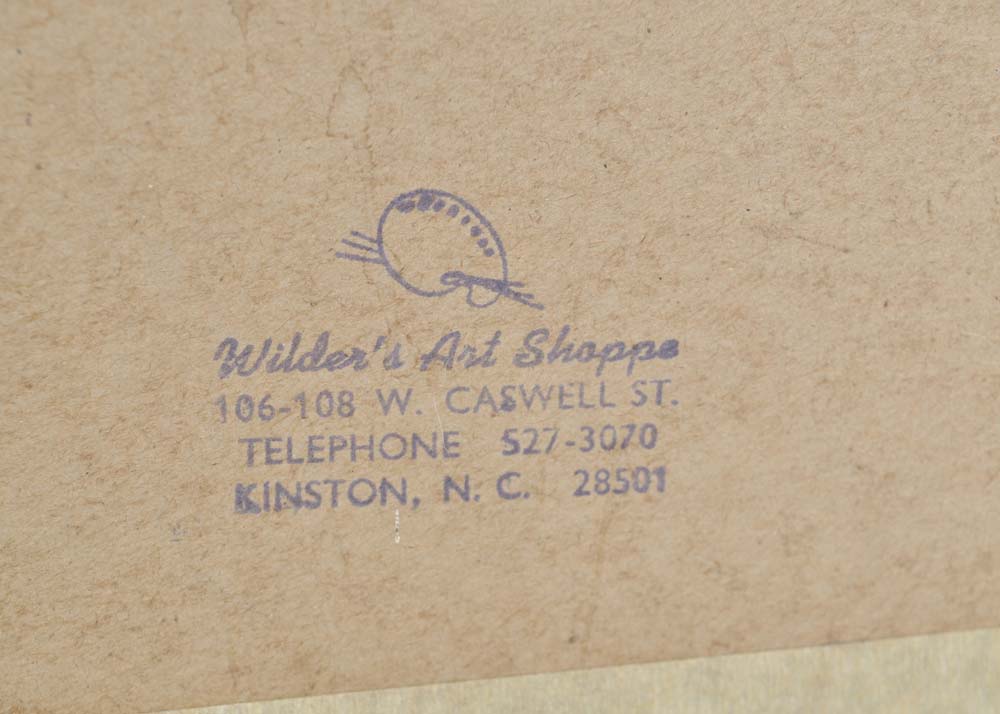 Wilder's Art Shoppe
106-108 W. CASWELL ST.
TELEPHONE 527-3070
KINSTON, N. C. 28501